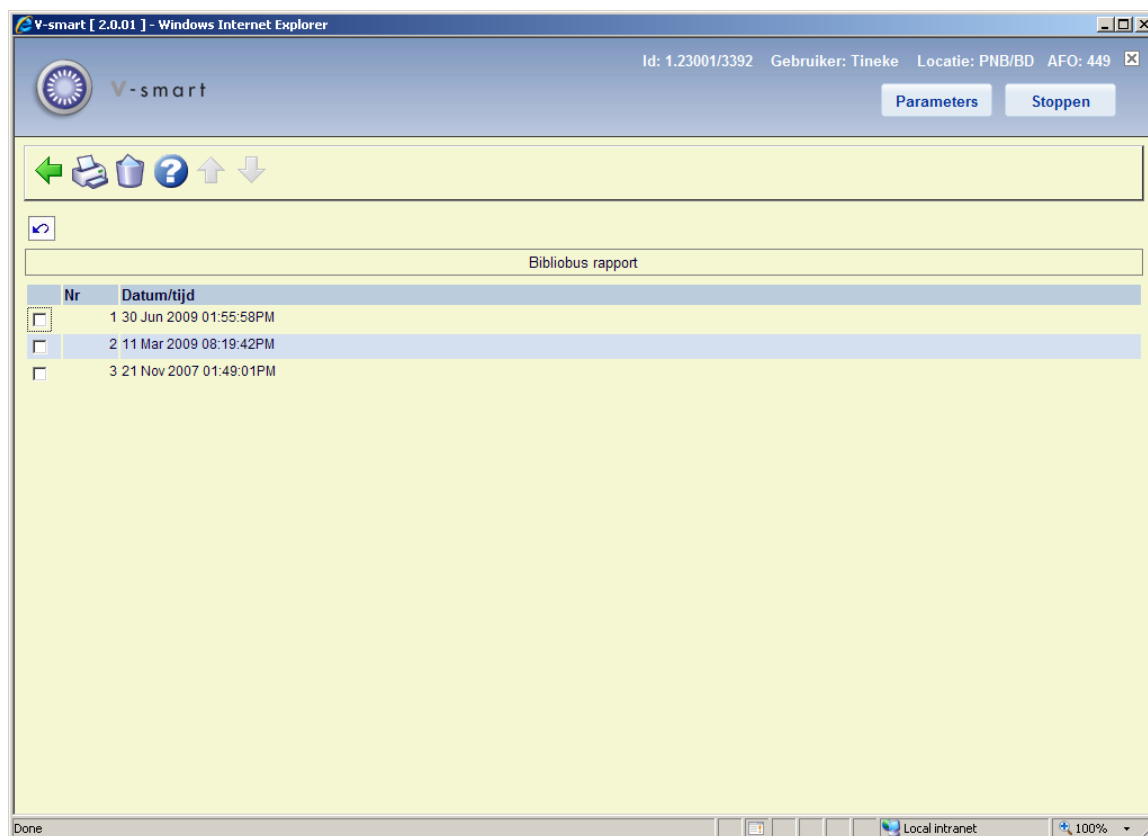 V-smart [ 2.0.01 ] - Windows Internet Explorer
Id: 1.23001/3392 Gebruiker: Tineke Locatie: PNB/BD AFO: 449
V-smart
Parameters Stoppen
Bibliobus rapport
Nr Datum/tijd
1 30 Jun 2009 01:55:58PM
2 11 Mar 2009 08:19:42PM
3 21 Nov 2007 01:49:01PM
Done Local intranet 100%